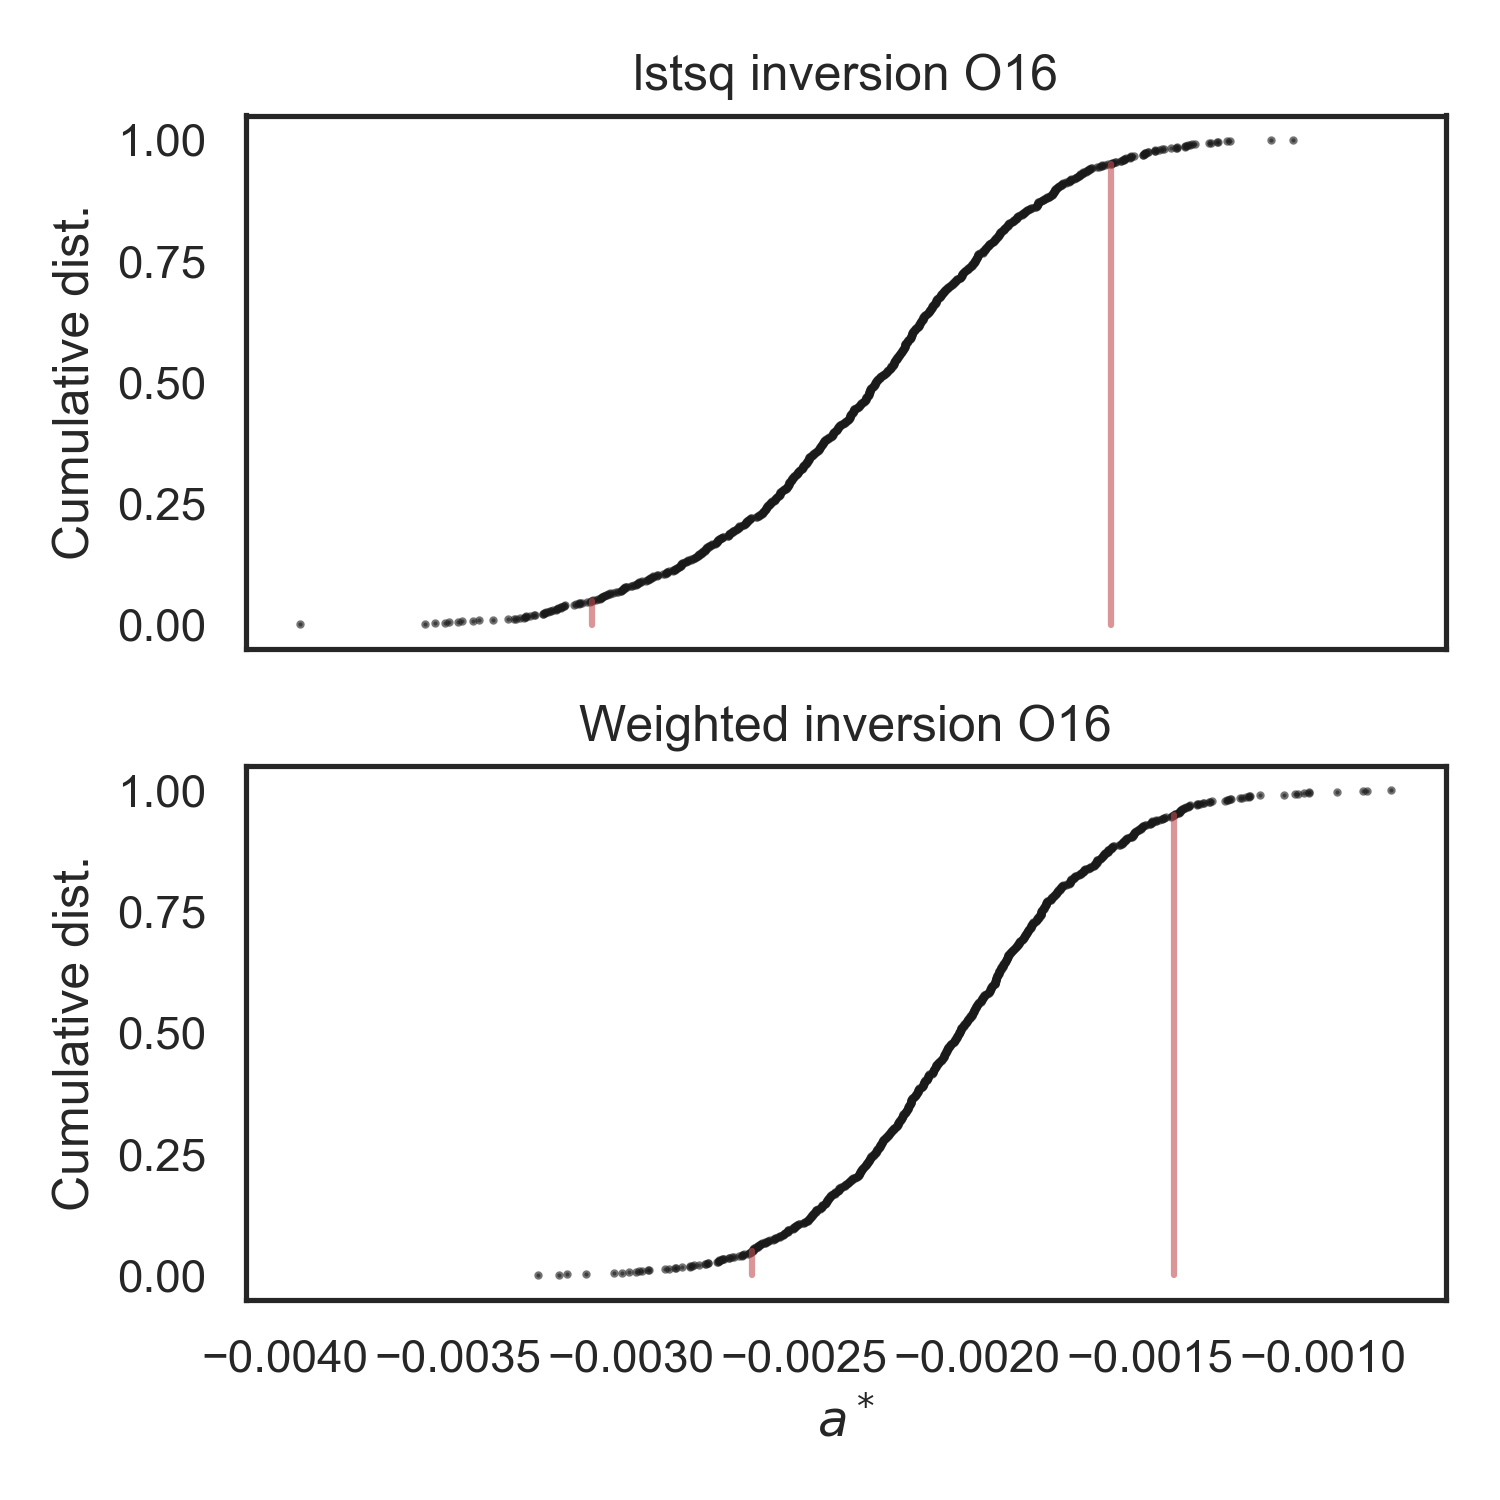 lstsq inversion O16
Cumulative dist.
1.00
0.75
0.50
0.25
0.00
Weighted inversion O16
Cumulative dist.
1.00
0.75
0.50
0.25
0.00
−0.0040 −0.0035 −0.0030 −0.0025 −0.0020 −0.0015 −0.0010
a*